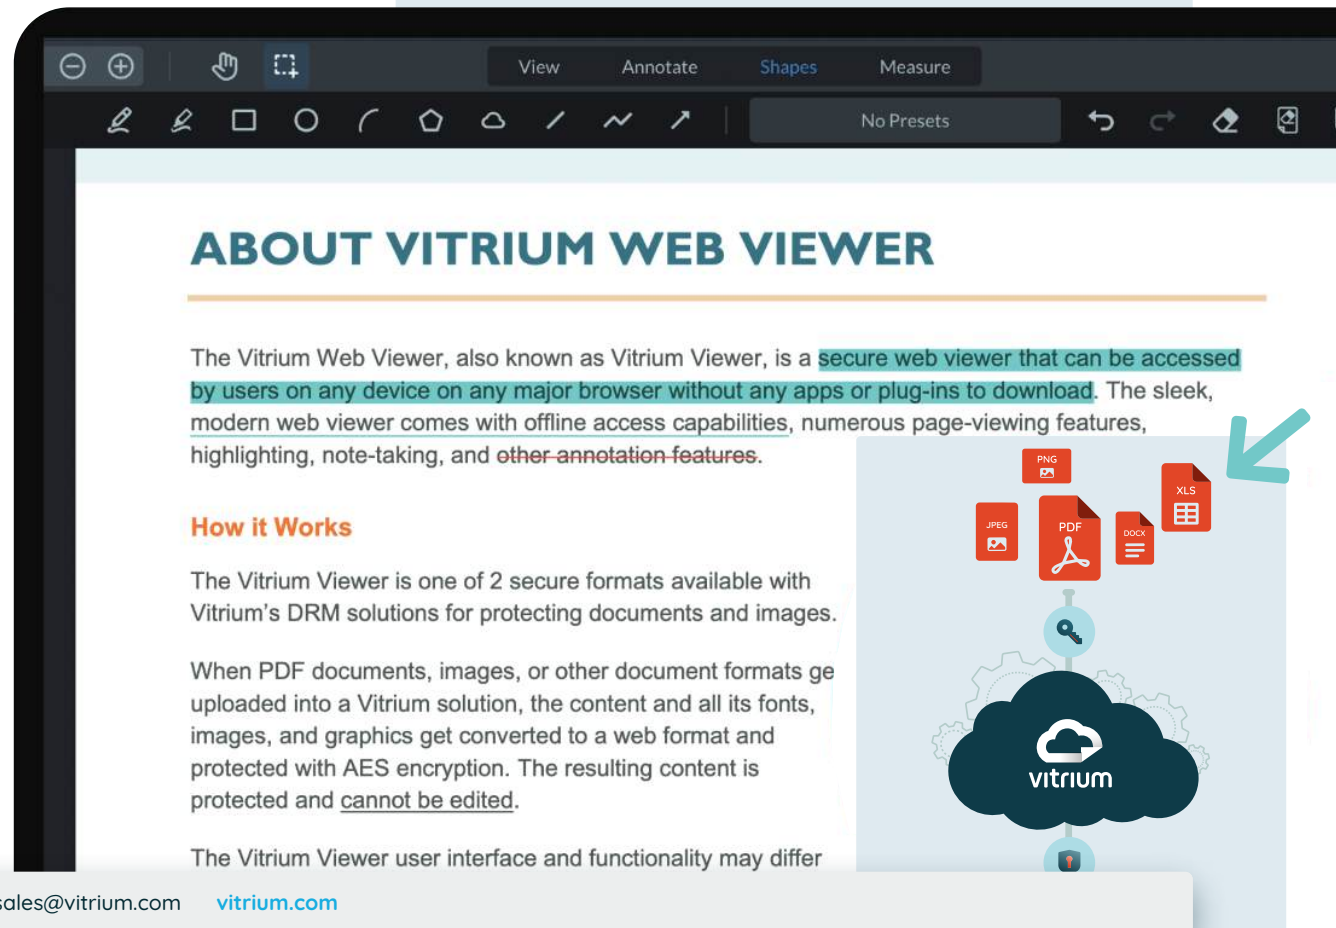 View Annotate Shapes Measure
No Presets
ABOUT VITRIUM WEB VIEWER
The Vitrium Web Viewer, also known as Vitrium Viewer, is a secure web viewer that can be accessed
by users on any device on any major browser without any apps or plug-ins to download. The sleek,
modern web viewer comes with offline access capabilities, numerous page-viewing features,
highlighting, note-taking, and other annotation features.
How it Works
The Vitrium Viewer is one of 2 secure formats available with
Vitrium's DRM solutions for protecting documents and images.
When PDF documents, images, or other document formats ge
uploaded into a Vitrium solution, the content and all its fonts,
images, and graphics get converted to a web format and
protected with AES encryption. The resulting content is
protected and cannot be edited.
The Vitrium Viewer user interface and functionality may differ
PNG
XLS
JPEG
PDF
DOCX
vitrium
sales@vitrium.com vitrium.com